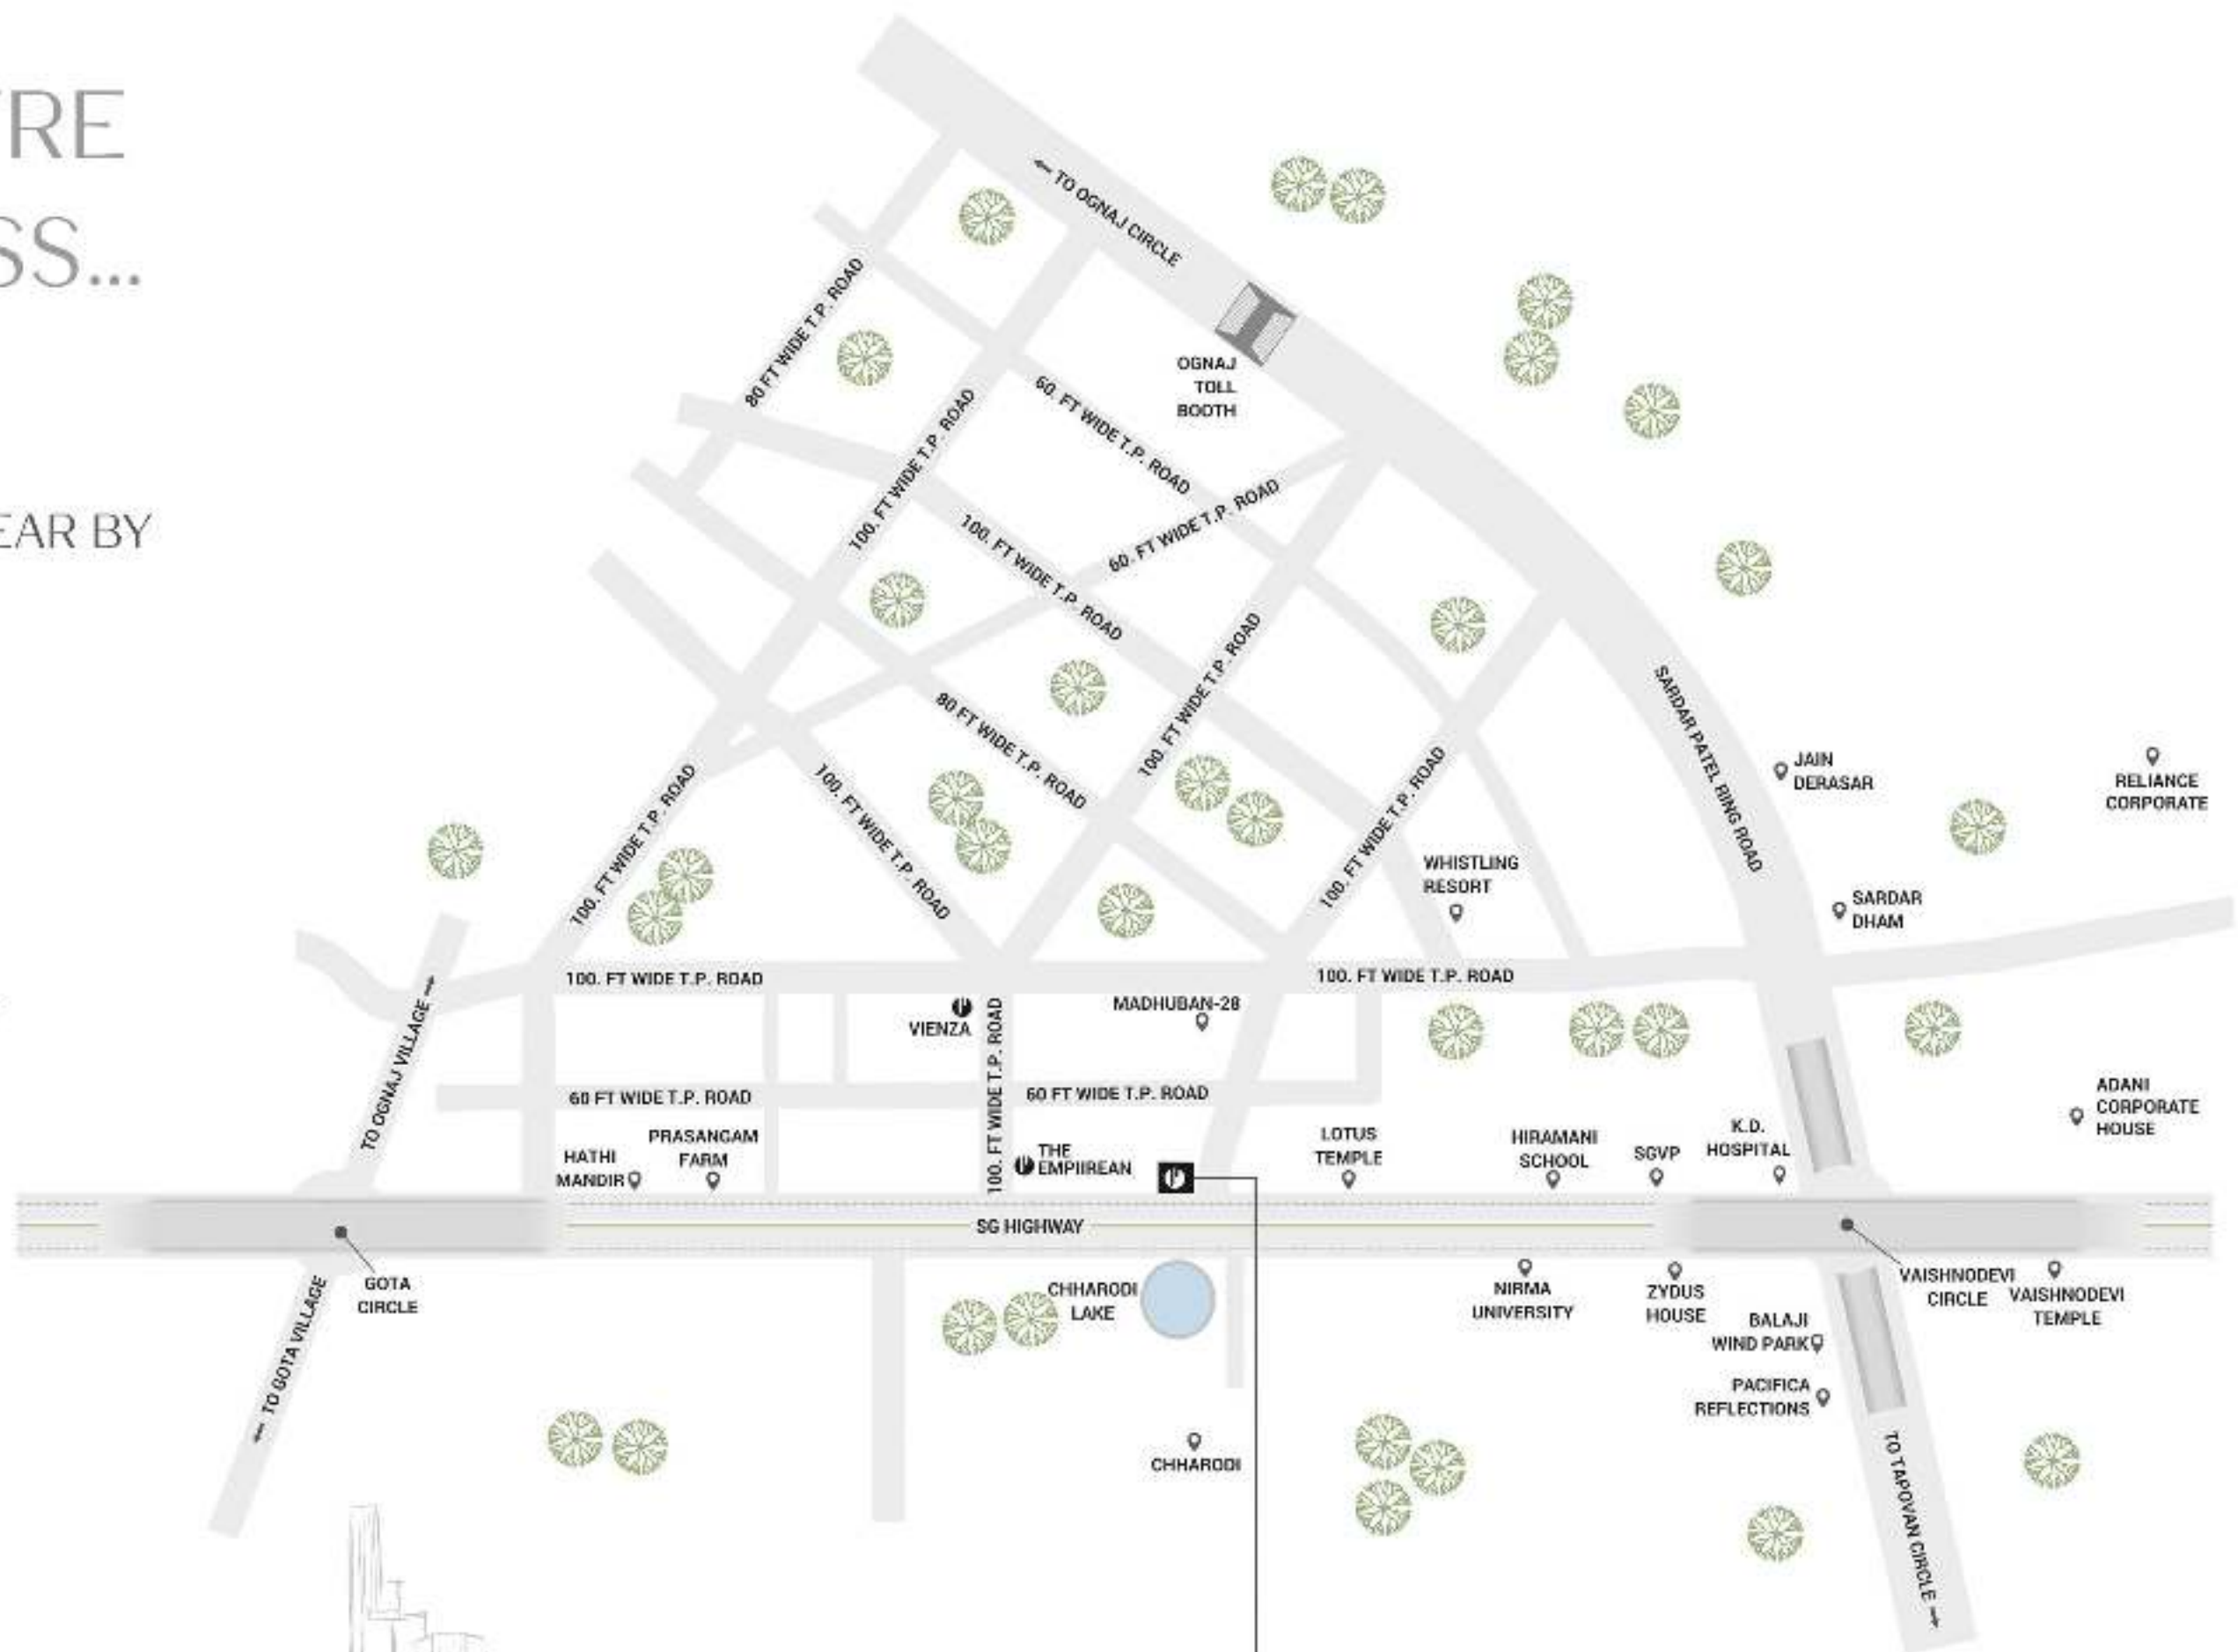 RE
SS...
EAR BY
← TO OGNAJ CIRCLE
OGNAJ
TOLL
BOOTH
80 FT WIDE T.P. ROAD
60. FT WIDE T.P. ROAD
100. FT WIDE T.P. ROAD
60. FT WIDE T.P. ROAD
100. FT WIDE T.P. ROAD
100. FT WIDE T.P. ROAD
80 FT WIDE T.P. ROAD
100. FT WIDE T.P. ROAD
100. FT WIDE T.P. ROAD
100. FT WIDE T.P. ROAD
SARDAR PATEL RING ROAD
JAIN
DERASAR
RELIANCE
CORPORATE
WHISTLING
RESORT
SARDAR
DHAM
100. FT WIDE T.P. ROAD
100. FT WIDE T.P. ROAD
TO OGNAJ VILLAGE →
VIENZA
100. FT WIDE T.P. ROAD
MADHUBAN-28
60 FT WIDE T.P. ROAD
60 FT WIDE T.P. ROAD
ADANI
CORPORATE
HOUSE
HATHI
MANDIR
PRASANGAM
FARM
THE
EMPIIREAN
LOTUS
TEMPLE
HIRAMANI
SCHOOL
SGVP
K.D.
HOSPITAL
SG HIGHWAY
GOTA
CIRCLE
← TO GOTA VILLAGE
CHHARODI
LAKE
NIRMA
UNIVERSITY
ZYDUS
HOUSE
VAISHNODEVI
CIRCLE
VAISHNODEVI
TEMPLE
BALAJI
WIND PARK
PACIFICA
REFLECTIONS
CHHARODI
TO TAPOVAN CIRCLE →